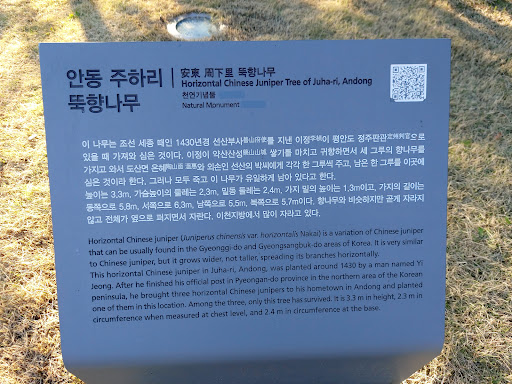 안동 주하리 | 安東 周下里 뚝향나무
뚝향나무
Horizontal Chinese Juniper Tree of Juha-ri, Andong
천연기념물
Natural Monument
이 나무는 조선 세종 때인 1430년경 선산부사를 지낸 이정이 평안도 정주판관으로
있을 때 가져와 심은 것이다. 이정이 약산산성 쌓기를 마치고 귀향하면서 세 그루의 향나무를
가지고 와서 도산면 온혜와 외손인 선산의 박씨에게 각각 한 그루씩 주고, 남은 한 그루를 이곳에
심은 것이라 한다. 그러나 모두 죽고 이 나무가 유일하게 남아 있다고 한다.
높이는 3.3m, 가슴높이의 둘레는 2.3m, 밑동 둘레는 2.4m, 가지 밑의 높이는 1.3m이고, 가지의 길이는
동쪽으로 5.9m, 서쪽으로 6.3m, 남쪽으로 5.5m, 북쪽으로 5.7m이다. 향나무와 비슷하지만 곧게 자라지
않고 전체가 옆으로 퍼지면서 자란다. 이천지방에서 많이 자라고 있다.
Horizontal Chinese juniper (Juniperus chinensis var. horizontalis Nakai) is a variation of Chinese juniper
that can be usually found in the Gyeonggi-do and Gyeongsangbuk-do areas of Korea. It is very similar
to Chinese juniper, but it grows wider, not taller, spreading its branches horizontally.
This horizontal Chinese juniper in Juha-ri, Andong, was planted around 1430 by a man named Yi
Jeong. After he finished his official post in Pyeongan-do province in the northern area of the Korean
peninsula, he brought three horizontal Chinese junipers to his hometown in Andong and planted
one of them in this location. Among the three, only this tree has survived. It is 3.3 m in height, 2.3 m in
circumference when measured at chest level, and 2.4 m in circumference at the base.